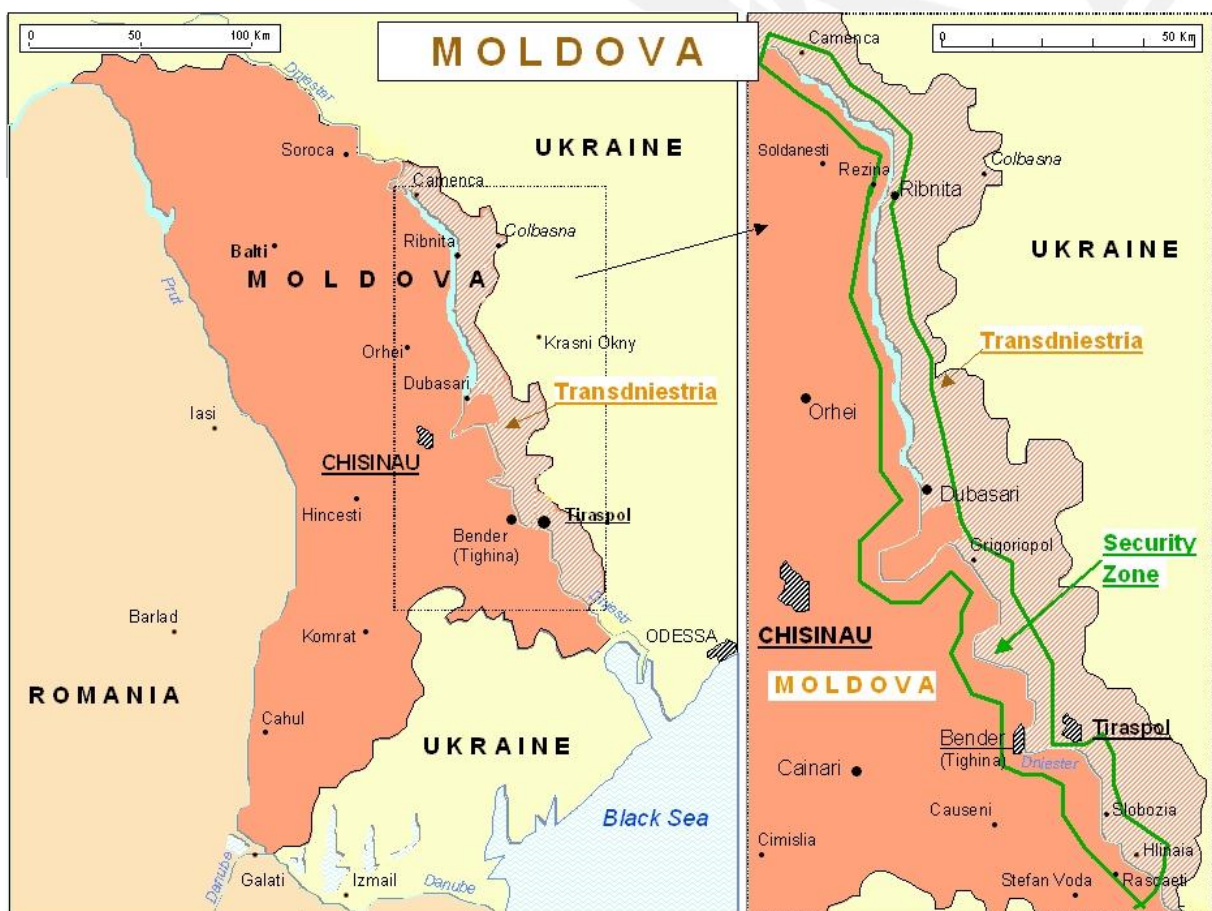 MOLDOVA
0 50 100 Km
Dniester
Soroca
UKRAINE
Camenca
Colbasna
Ribnita
Balti
MOLDOVA
Prut
Krasni Okny
Orhei
Dubasari
Transdniestria
Iasi
CHISINAU
Hincesti
Bender
(Tighina)
Tiraspol
Dniestr
Barlad
Komrat
ODESSA
ROMANIA
Cahul
UKRAINE
Black Sea
Galati
Izmail
Danube
Danube
0 50 Km
Camenca
Soldanesti
Rezina
Colbasna
Ribnita
UKRAINE
Transdniestria
Orhei
Dubasari
Grigoriopol
Security
Zone
CHISINAU
MOLDOVA
Tiraspol
Bender
(Tighina)
Dniester
Cainari
Causeni
Slobozia
Cimislia
Hlinaia
Stefan Voda
Rascaeti